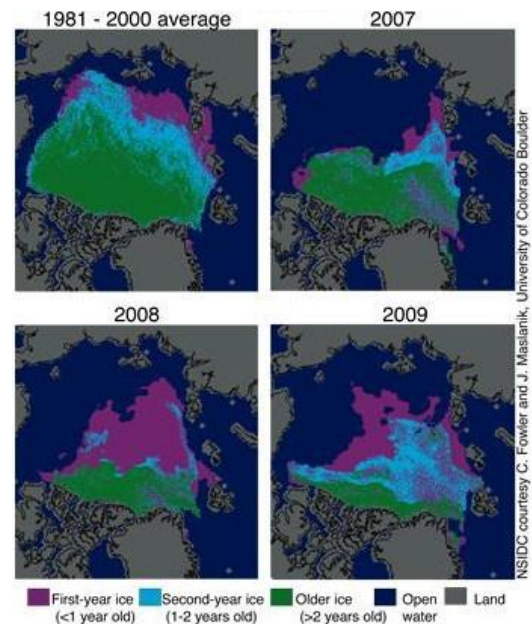 1981 - 2000 average
2007
2008
2009
First-year ice
(<1 year old)
Second-year ice
(1-2 years old)
Older ice
(>2 years old)
Open
water
Land
NSIDC courtesy C. Fowler and J. Maslanik, University of Colorado Boulder